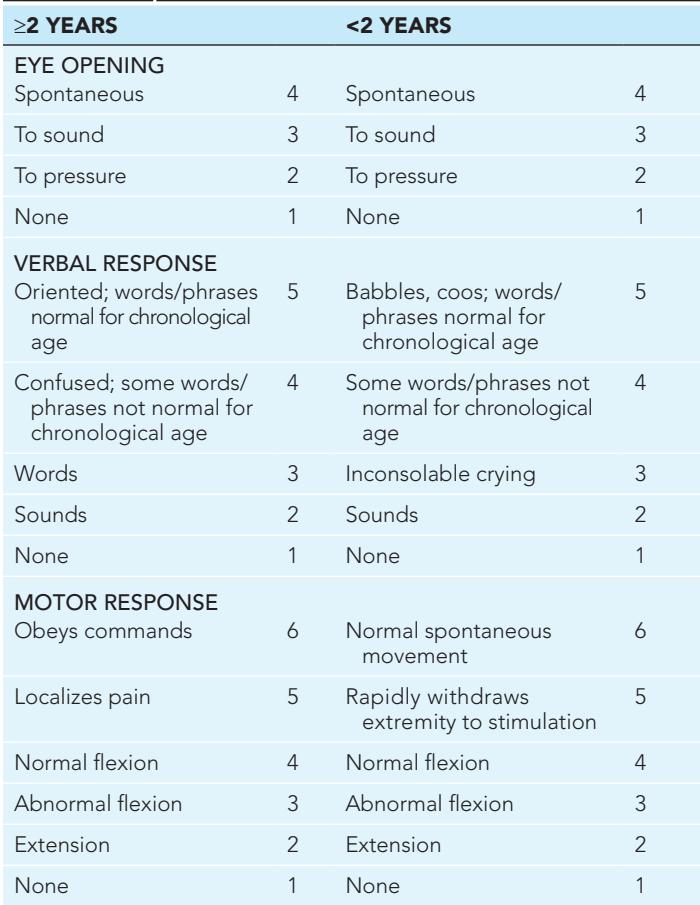 ≥2 YEARS <2 YEARS
EYE OPENING
Spontaneous 4 Spontaneous 4
To sound 3 To sound 3
To pressure 2 To pressure 2
None 1 None 1
VERBAL RESPONSE
Oriented; words/phrases 5 Babbles, coos; words/ 5
normal for chronological phrases normal for
age chronological age
Confused; some words/ 4 Some words/phrases not 4
phrases not normal for normal for chronological
chronological age age
Words 3 Inconsolable crying 3
Sounds 2 Sounds 2
None 1 None 1
MOTOR RESPONSE
Obeys commands 6 Normal spontaneous 6
movement
Localizes pain 5 Rapidly withdraws 5
extremity to stimulation
Normal flexion 4 Normal flexion 4
Abnormal flexion 3 Abnormal flexion 3
Extension 2 Extension 2
None 1 None 1